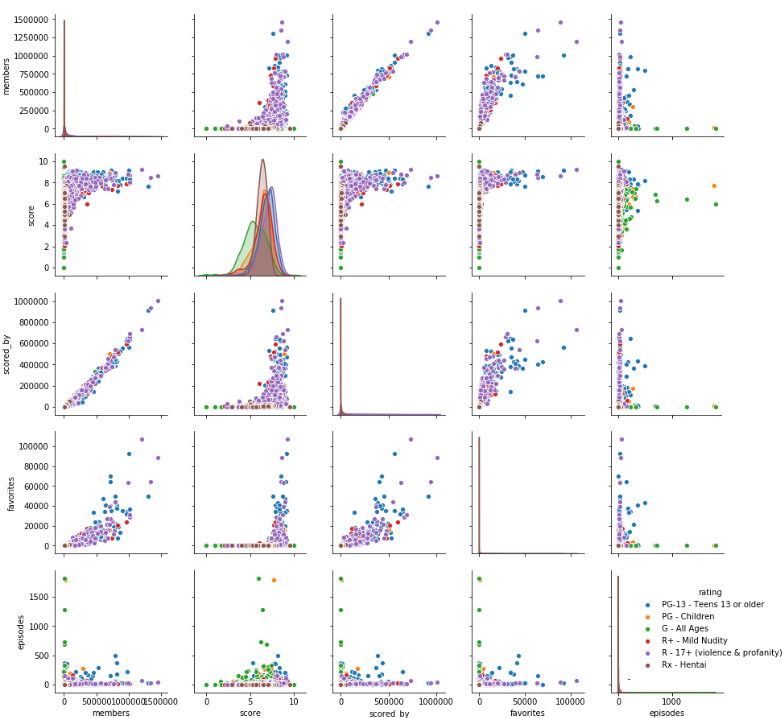 1500000
1250000
1000000
750000
500000
250000
0
members
10
8
6
4
2
0
score
1000000
800000
600000
400000
200000
0
scored_by
100000
80000
60000
40000
20000
0
favorites
1500
1000
500
0
episodes
rating
PG-13 - Teens 13 or older
PG - Children
G - All Ages
R+ - Mild Nudity
R - 17+ (violence & profanity)
Rx - Hentai
0 500000 1000000 1500000
0 5 10
0 500000 1000000
0 50000 100000
0 1000
members score scored_by favorites episodes